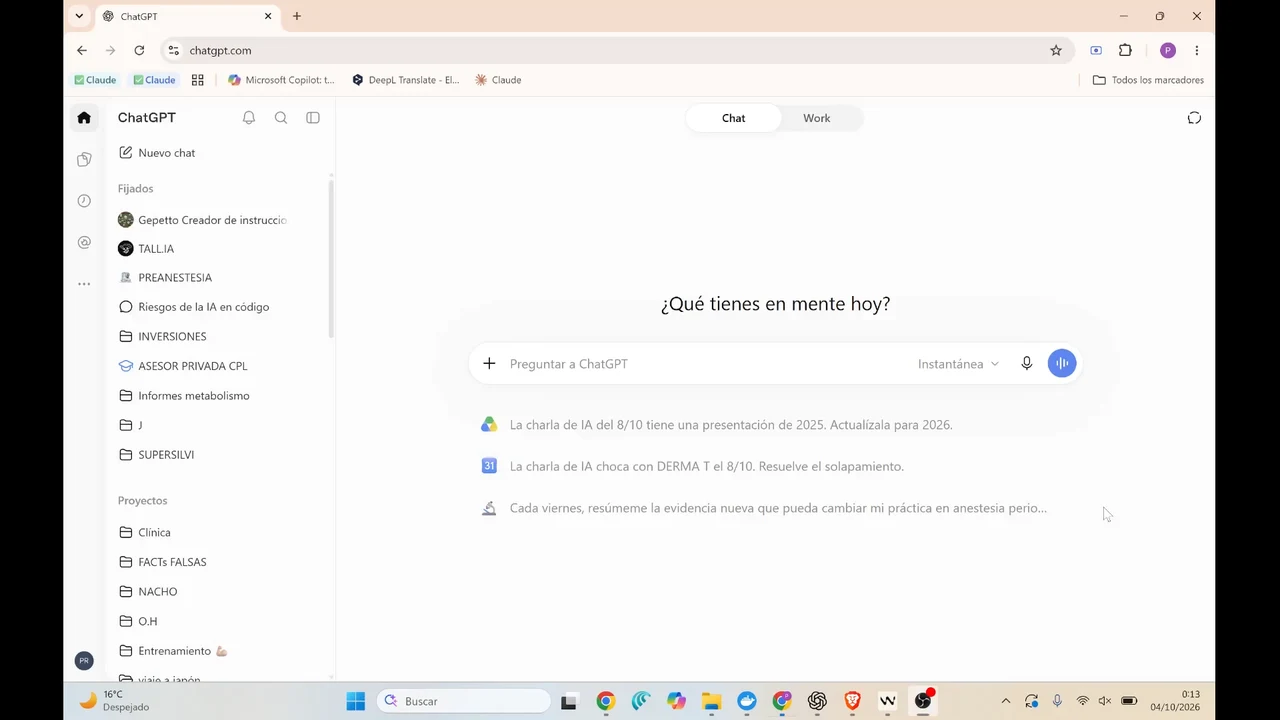 ChatGPT
chatgpt.com
Claude
Claude
Microsoft Copilot: t...
DeepL Translate - El...
Claude
Todos los marcadores
ChatGPT
Nuevo chat
Fijados
Gepetto Creador de instruccio
TALL.IA
PREANESTESIA
Riesgos de la IA en código
INVERSIONES
ASESOR PRIVADA CPL
Informes metabolismo
J
SUPERSILVI
Proyectos
Clínica
FACTs FALSAS
NACHO
O.H
Entrenamiento 💪🏼
viaje a japón
PR
Chat
Work
¿Qué tienes en mente hoy?
Preguntar a ChatGPT
Instantánea
La charla de IA del 8/10 tiene una presentación de 2025. Actualízala para 2026.
31
La charla de IA choca con DERMA T el 8/10. Resuelve el solapamiento.
Cada viernes, resúmeme la evidencia nueva que pueda cambiar mi práctica en anestesia perio...
P
16°C
Despejado
Buscar
0:13
04/10/2026